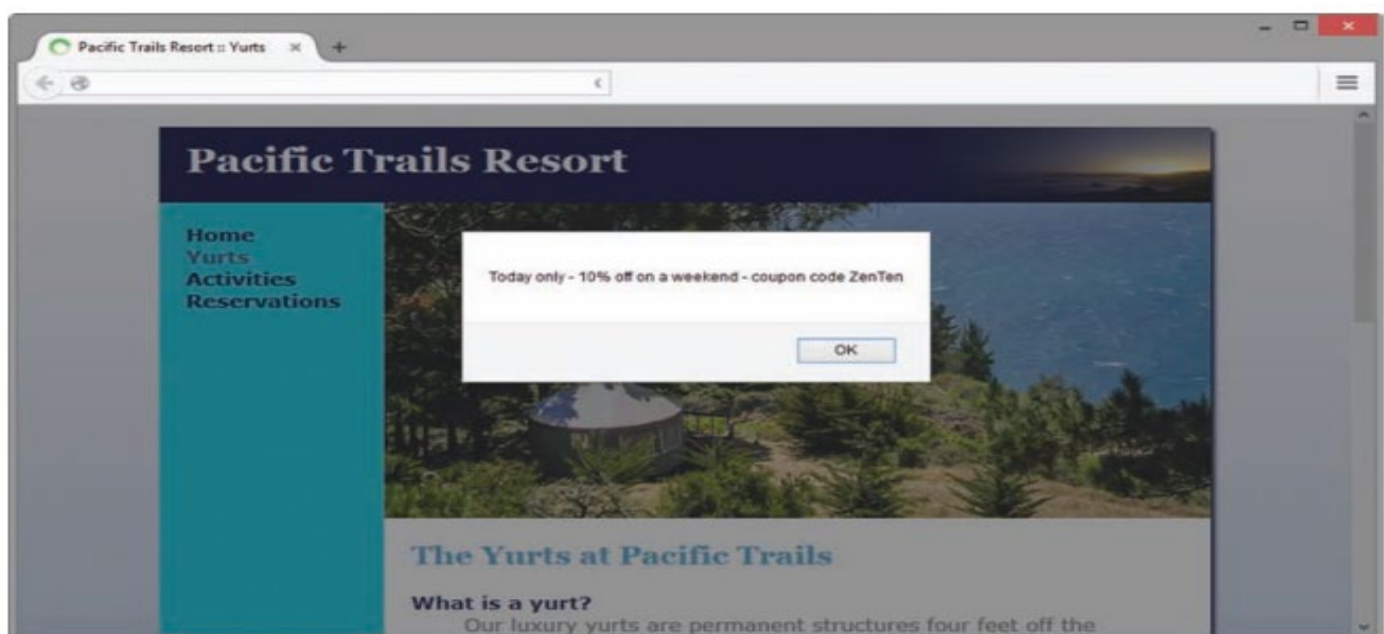 Pacific Trails Resort :: Yurts
Pacific Trails Resort
Home
Yurts
Activities
Reservations
Today only - 10% off on a weekend - coupon code ZenTen
OK
The Yurts at Pacific Trails
What is a yurt?
Our luxury yurts are permanent structures four feet off the